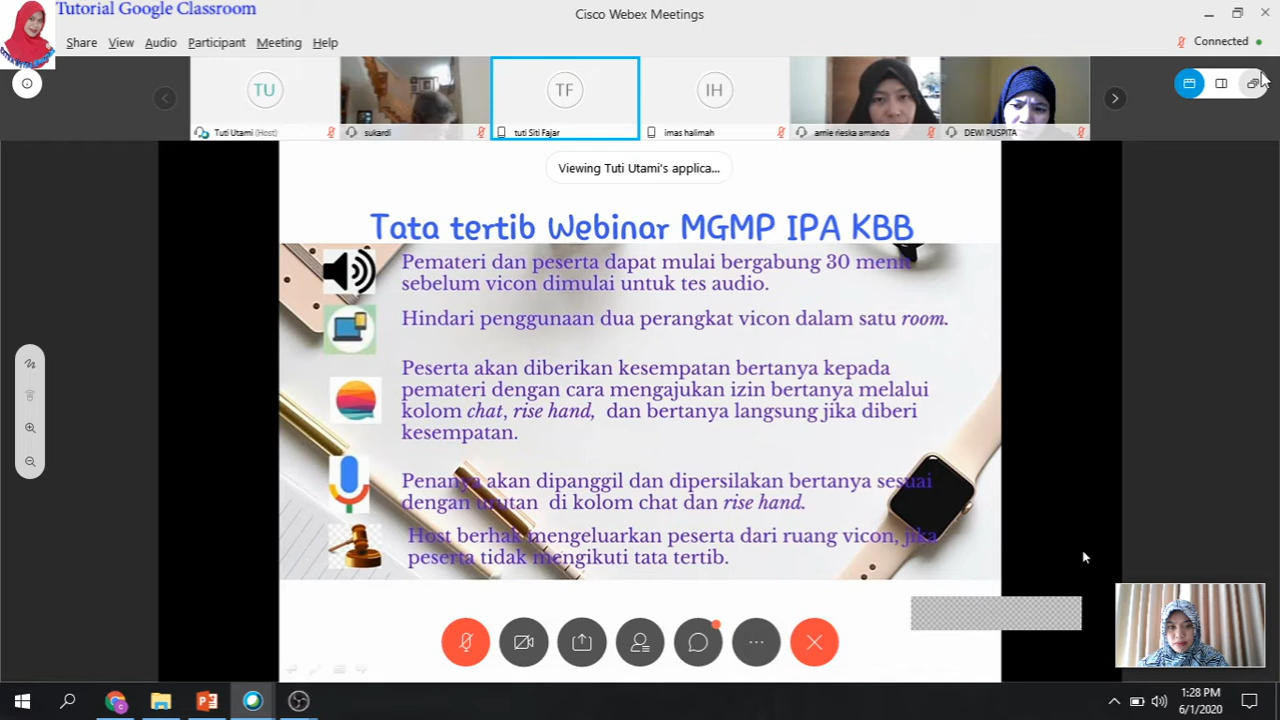 Tutorial Google Classroom
Cisco Webex Meetings
Share View Audio Participant Meeting Help
Connected
TU
TF
IH
Tuti Utami (Host)
sukardi
tuti Siti Fajar
imas halimah
arnie rieska amanda
DEWI PUSPITA
Viewing Tuti Utami's applica...
Tata tertib Webinar MGMP IPA KBB
Pemateri dan peserta dapat mulai bergabung 30 menit
sebelum vicon dimulai untuk tes audio.
Hindari penggunaan dua perangkat vicon dalam satu room.
Peserta akan diberikan kesempatan bertanya kepada
pemateri dengan cara mengajukan izin bertanya melalui
kolom chat, rise hand, dan bertanya langsung jika diberi
kesempatan.
Penanya akan dipanggil dan dipersilakan bertanya sesuai
dengan urutan di kolom chat dan rise hand.
Host berhak mengeluarkan peserta dari ruang vicon, jika
peserta tidak mengikuti tata tertib.
1:28 PM
6/1/2020